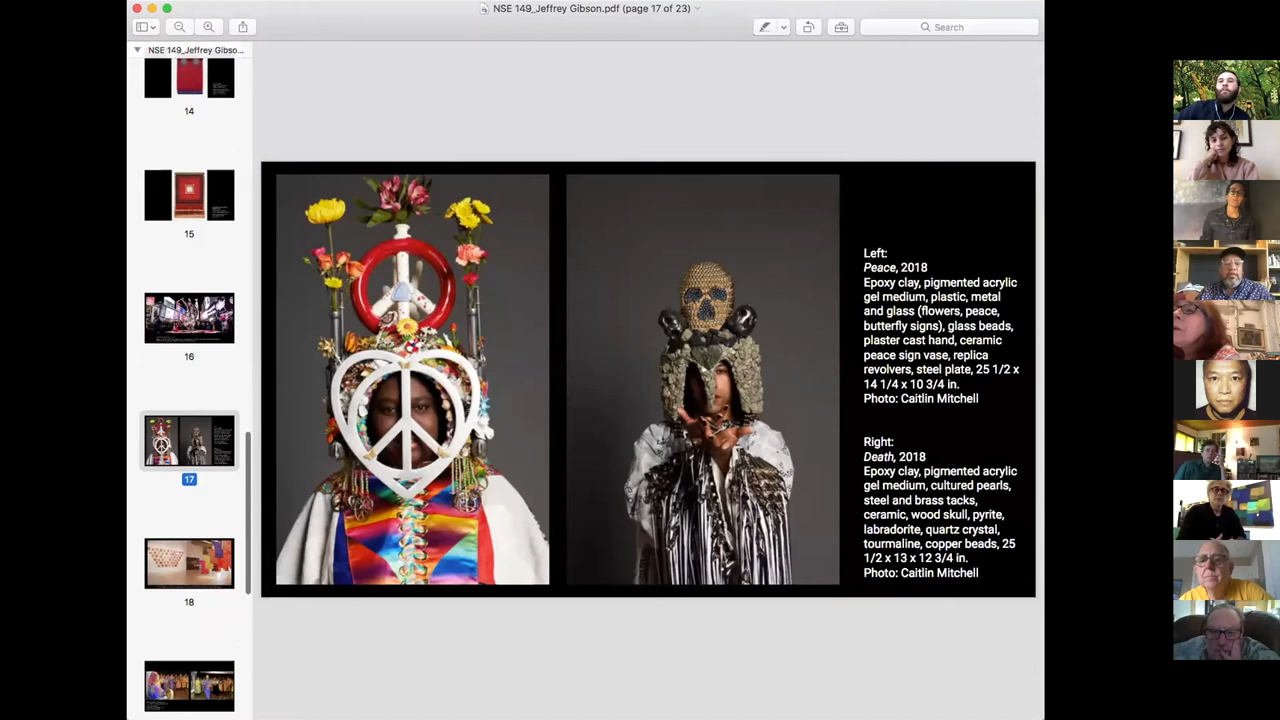 NSE 149_Jeffrey Gibson.pdf (page 17 of 23)
Search
NSE 149_Jeffrey Gibso...
14
15
16
17
18
Left:
Peace, 2018
Epoxy clay, pigmented acrylic
gel medium, plastic, metal
and glass (flowers, peace,
butterfly signs), glass beads,
plaster cast hand, ceramic
peace sign vase, replica
revolvers, steel plate, 25 1/2 x
14 1/4 x 10 3/4 in.
Photo: Caitlin Mitchell
Right:
Death, 2018
Epoxy clay, pigmented acrylic
gel medium, cultured pearls,
steel and brass tacks,
ceramic, wood skull, pyrite,
labradorite, quartz crystal,
tourmaline, copper beads, 25
1/2 x 13 x 12 3/4 in.
Photo: Caitlin Mitchell